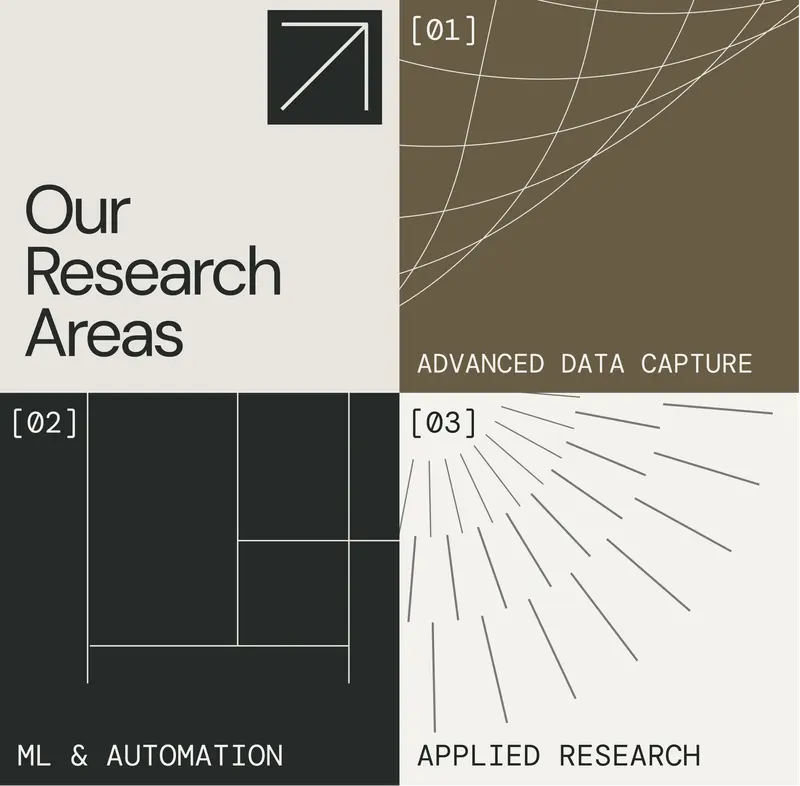 Our
Research
Areas
[01]
ADVANCED DATA CAPTURE
[02]
ML & AUTOMATION
[03]
APPLIED RESEARCH